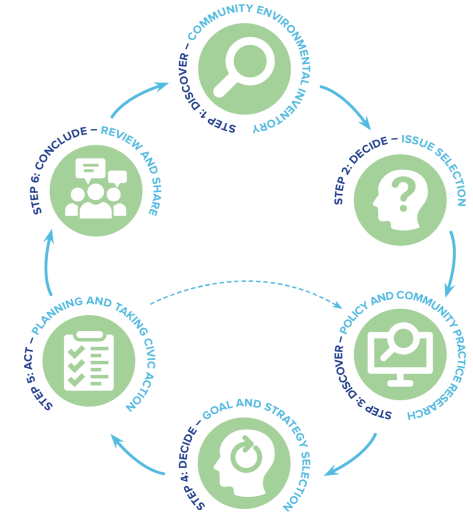 STEP 1: DISCOVER – COMMUNITY ENVIRONMENTAL INVENTORY
STEP 2: DECIDE – ISSUE SELECTION
STEP 3: DISCOVER – POLICY AND COMMUNITY PRACTICE RESEARCH
STEP 4: DECIDE – GOAL AND STRATEGY SELECTION
STEP 5: ACT – PLANNING AND TAKING CIVIC ACTION
STEP 6: CONCLUDE – REVIEW AND SHARE